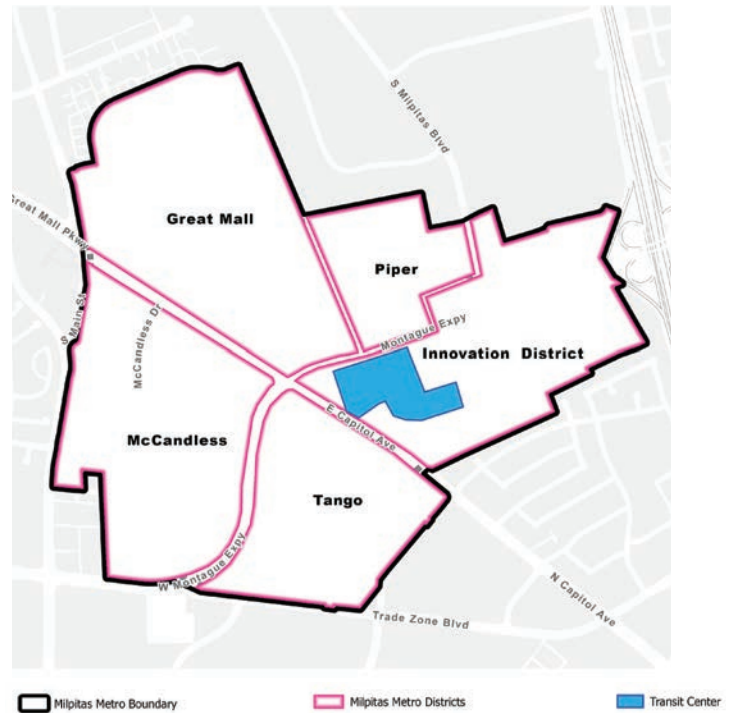 S Milpitas Blvd
Great Mall
Great Mall Pkwy
Piper
S Main St
McCandless Dr
Montague Expy
Innovation District
E Capitol Ave
McCandless
Tango
W Montague Expy
N Capitol Ave
Trade Zone Blvd
Milpitas Metro Boundary
Milpitas Metro Districts
Transit Center